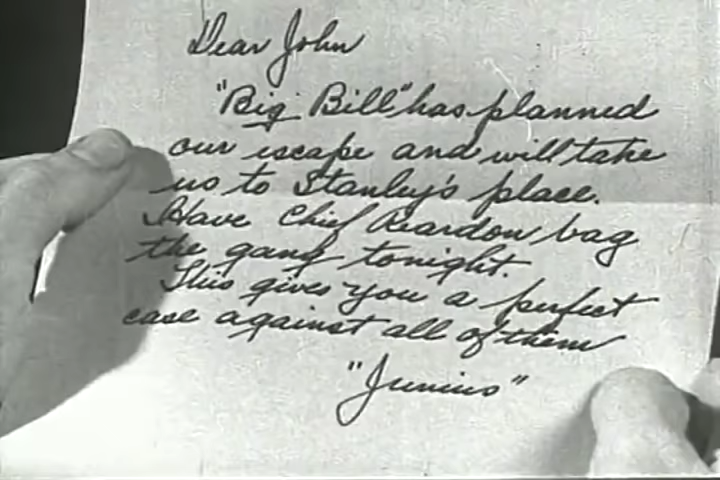 Dear John
"Big Bill" has planned
our escape and will take
us to Stanley's place.
Have Chief Reardon bag
the gang tonight.
This gives you a perfect
case against all of them
"Junius"